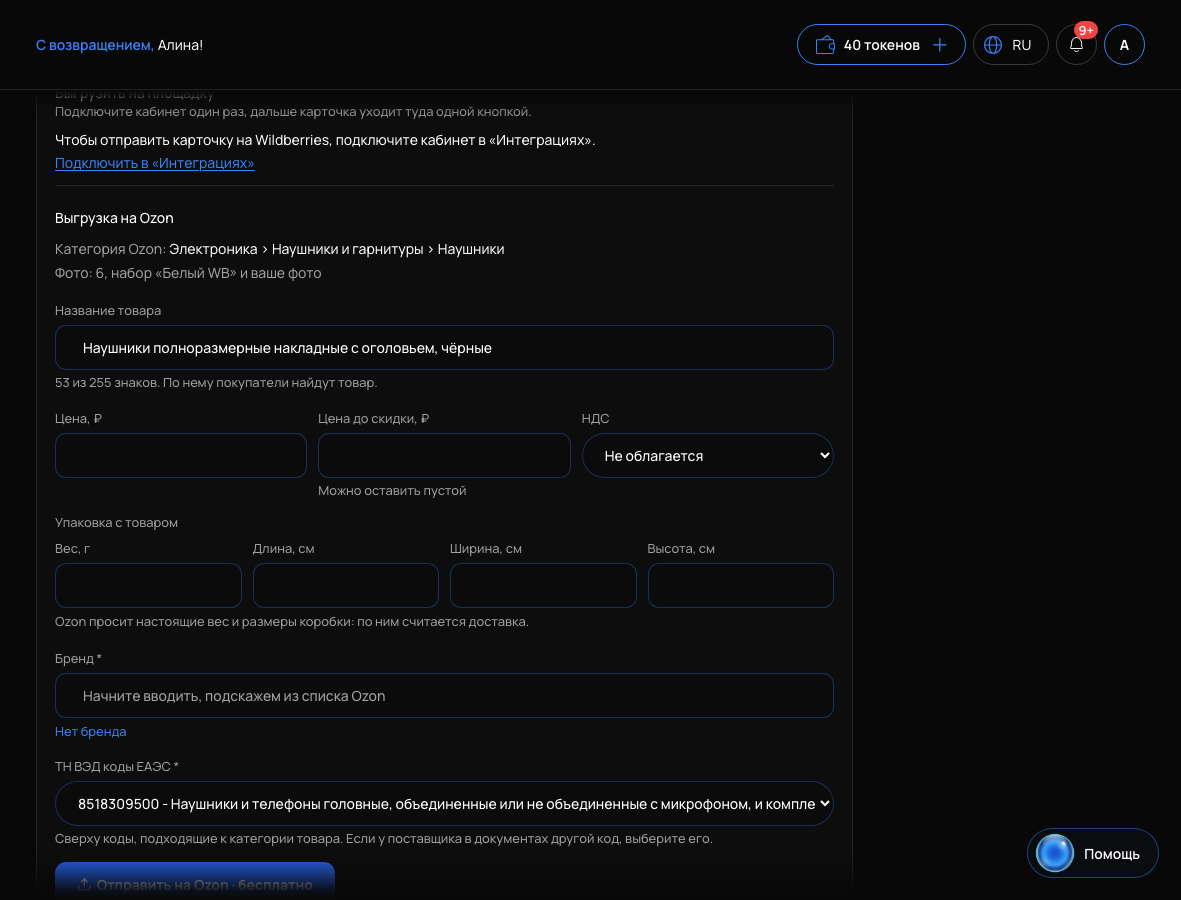 С возвращением, Алина!
40 токенов
RU
9+
A
Выгрузить на площадку
Подключите кабинет один раз, дальше карточка уходит туда одной кнопкой.
Чтобы отправить карточку на Wildberries, подключите кабинет в «Интеграциях».
Подключить в «Интеграциях»
Выгрузка на Ozon
Категория Ozon: Электроника › Наушники и гарнитуры › Наушники
Фото: 6, набор «Белый WB» и ваше фото
Название товара
Наушники полноразмерные накладные с оголовьем, чёрные
53 из 255 знаков. По нему покупатели найдут товар.
Цена, ₽ Цена до скидки, ₽ НДС
Не облагается
Можно оставить пустой
Упаковка с товаром
Вес, г Длина, см Ширина, см Высота, см
Ozon просит настоящие вес и размеры коробки: по ним считается доставка.
Бренд *
Начните вводить, подскажем из списка Ozon
Нет бренда
ТН ВЭД коды ЕАЭС *
8518309500 - Наушники и телефоны головные, объединенные или не объединенные с микрофоном, и компле
Сверху коды, подходящие к категории товара. Если у поставщика в документах другой код, выберите его.
Отправить на Ozon · бесплатно
Помощь